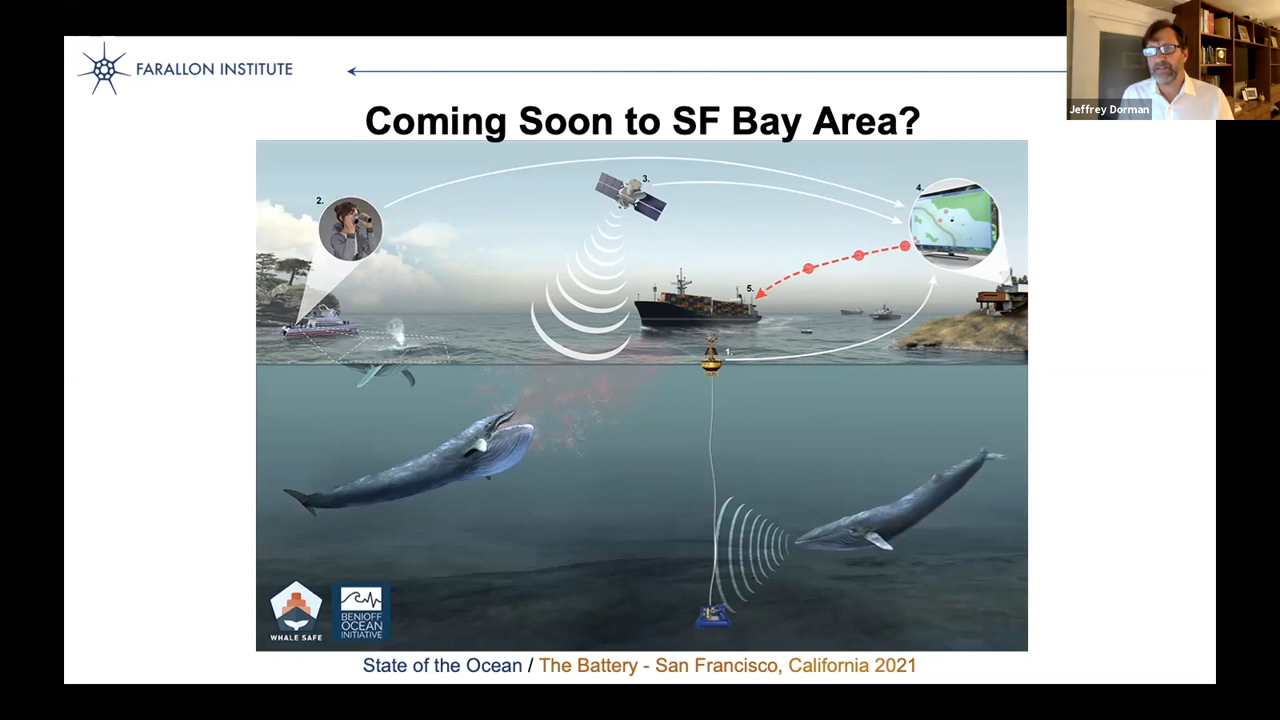 FARALLON INSTITUTE
Jeffrey Dorman
Coming Soon to SF Bay Area?
2.
3.
4.
5.
1.
WHALE SAFE
BENIOFF
OCEAN
INITIATIVE
State of the Ocean / The Battery - San Francisco, California 2021